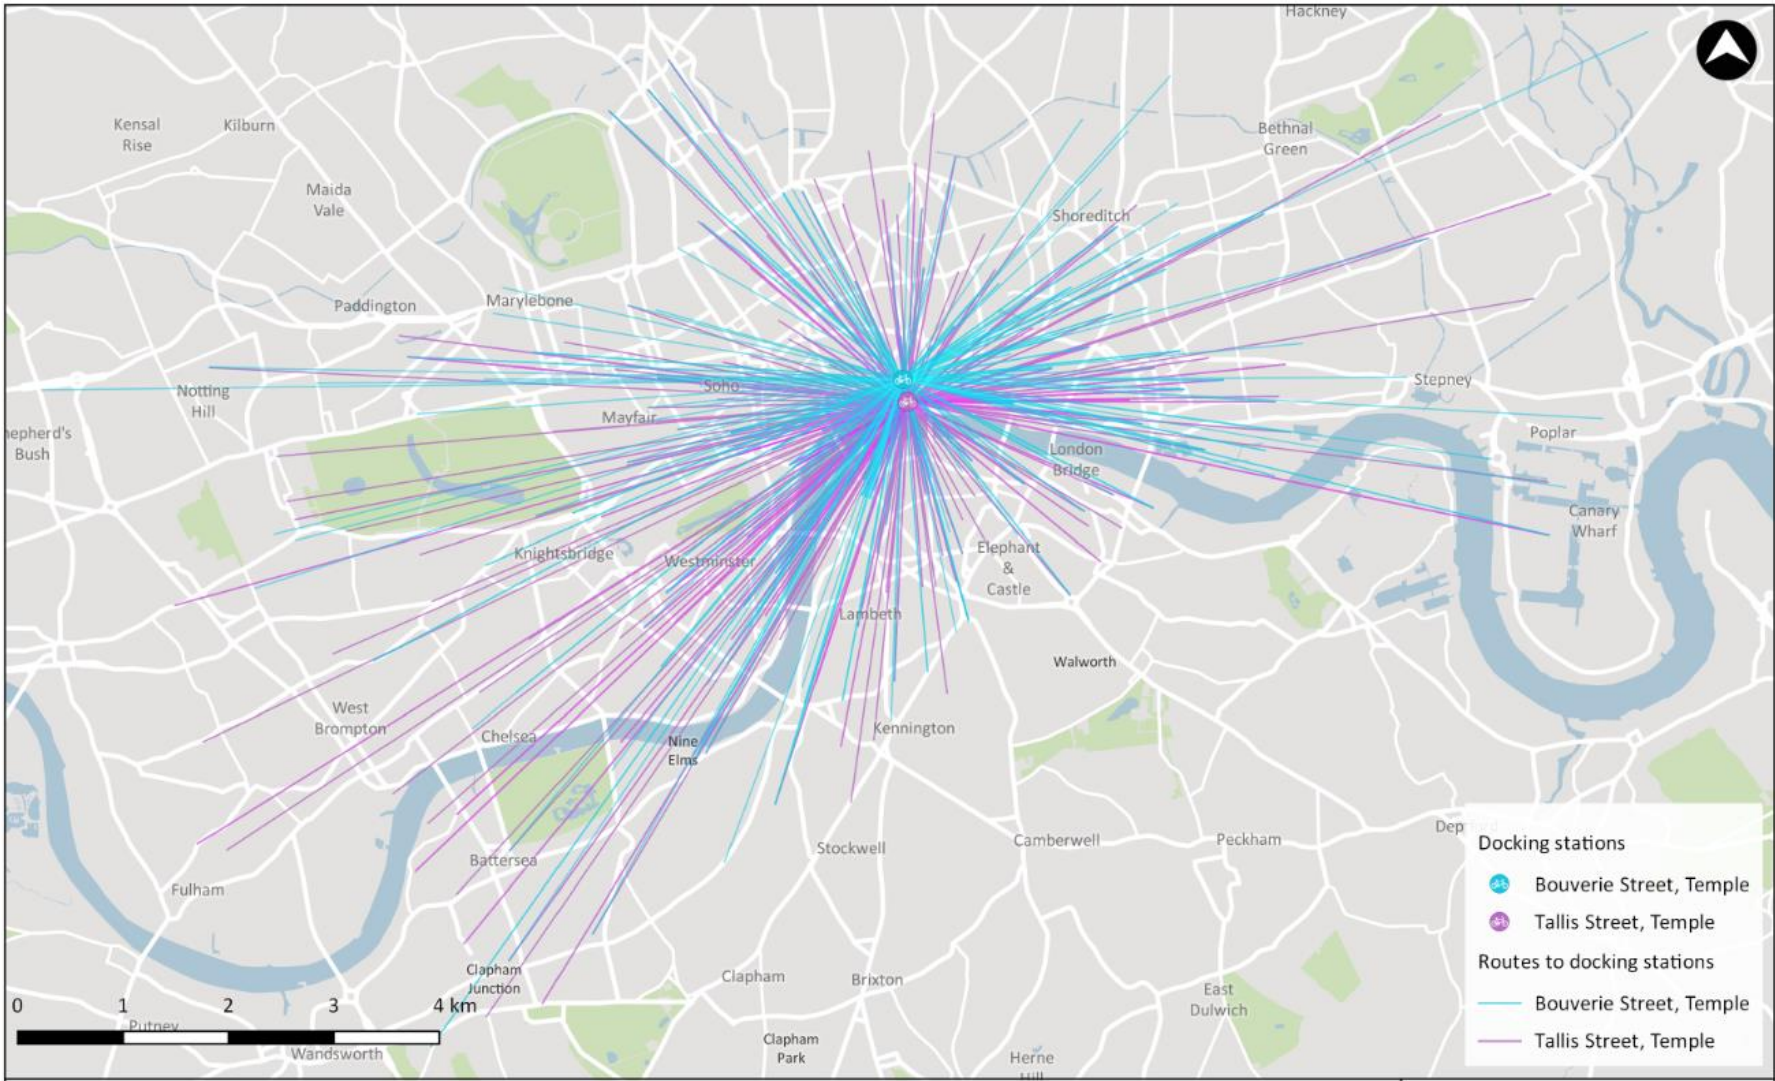 Hackney
Kensal
Rise
Kilburn
Bethnal
Green
Maida
Vale
Shoreditch
Paddington
Marylebone
Soho
Stepney
Notting
Hill
Mayfair
hepherd's
Bush
Poplar
London
Bridge
Canary
Wharf
Knightsbridge
Westminster
Elephant
&
Castle
Lambeth
Walworth
West
Brompton
Chelsea
Nine
Elms
Kennington
Battersea
Stockwell
Camberwell
Peckham
Fulham
Clapham
Junction
Clapham
Brixton
East
Dulwich
Putney
Wandsworth
Clapham
Park
Herne
Hill
0 1 2 3 4 km
Docking stations
Bouverie Street, Temple
Tallis Street, Temple
Routes to docking stations
Bouverie Street, Temple
Tallis Street, Temple